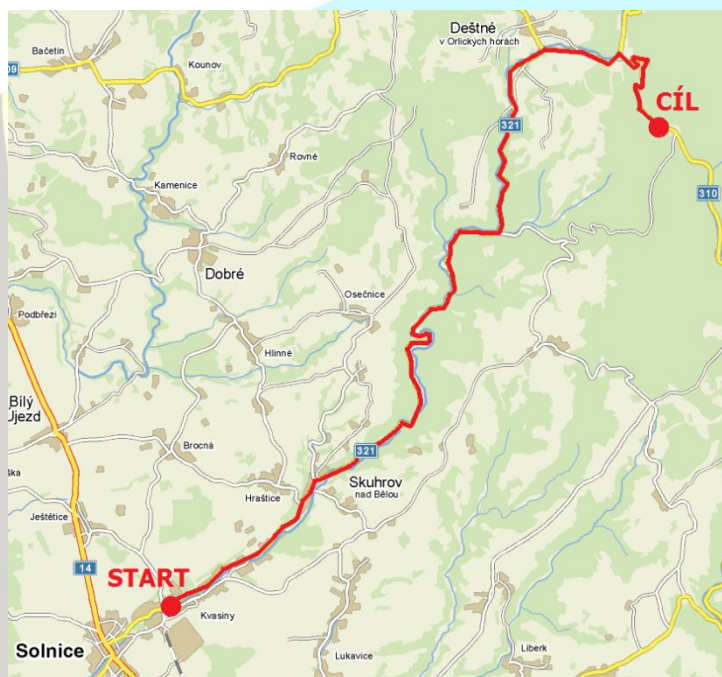 Deštné
v Orlických horách
Bačetín
Kounov
09
CÍL
321
Rovné
Kamenice
310
Dobré
Osečnice
Podbřezí
Hlinné
Bílý
Újezd
Brocná
321
Skuhrov
nad Bělou
Hraštice
Ještětice
14
START
Kvasiny
Solnice
Lukavice
Liberk